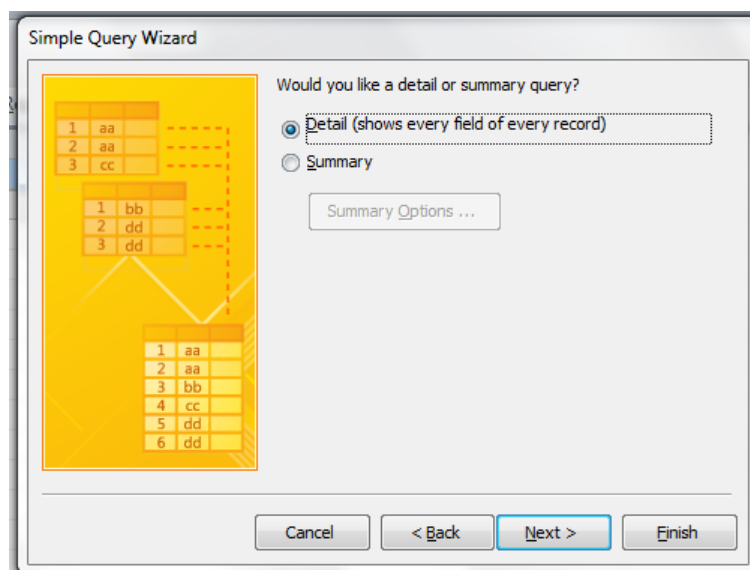 Simple Query Wizard
Would you like a detail or summary query?
Detail (shows every field of every record)
Summary
Summary Options ...
1 aa
2 aa
3 cc
1 bb
2 dd
3 dd
1 aa
2 aa
3 bb
4 cc
5 dd
6 dd
Cancel
< Back
Next >
Finish